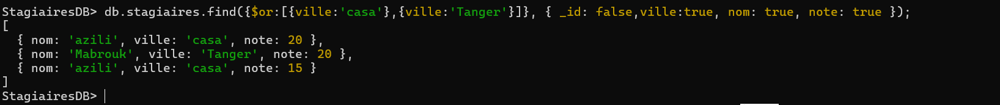 StagiairesDB> db.stagiaires.find({$or:[{ville:'casa'},{ville:'Tanger'}]}, { _id: false,ville:true, nom: true, note: true });
[
  { nom: 'azili', ville: 'casa', note: 20 },
  { nom: 'Mabrouk', ville: 'Tanger', note: 20 },
  { nom: 'azili', ville: 'casa', note: 15 }
]
StagiairesDB>